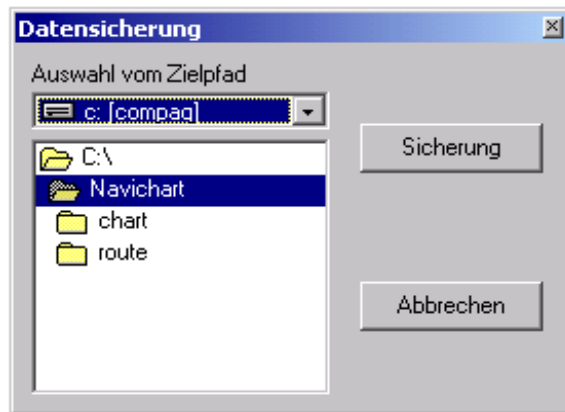 Datensicherung
Auswahl vom Zielpfad
c: [compaq]
Sicherung
C:\
Navichart
chart
route
Abbrechen